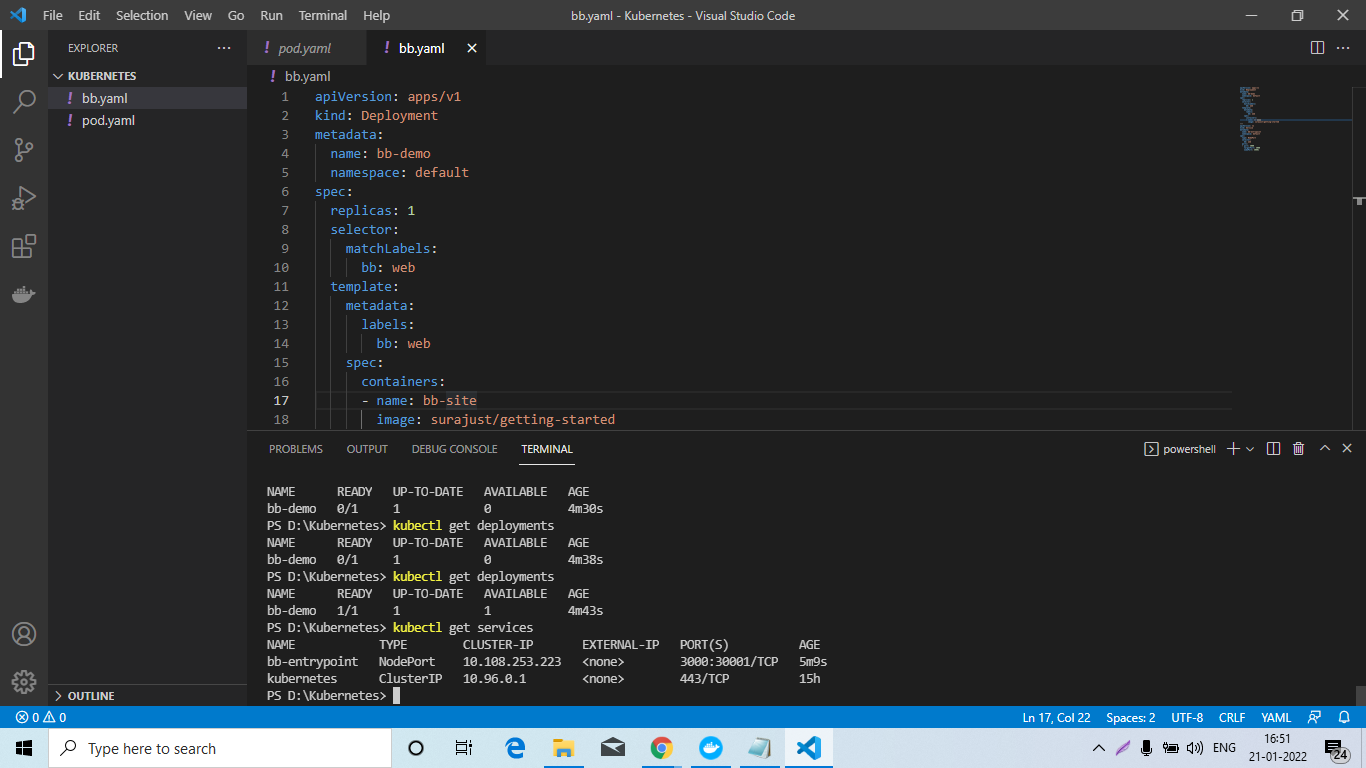 File Edit Selection View Go Run Terminal Help bb.yaml - Kubernetes - Visual Studio Code
EXPLORER ··· ! pod.yaml ! bb.yaml
KUBERNETES
! bb.yaml
! pod.yaml
OUTLINE
! bb.yaml
1 apiVersion: apps/v1
2 kind: Deployment
3 metadata:
4 name: bb-demo
5 namespace: default
6 spec:
7 replicas: 1
8 selector:
9 matchLabels:
10 bb: web
11 template:
12 metadata:
13 labels:
14 bb: web
15 spec:
16 containers:
17 - name: bb-site
18 image: surajust/getting-started
PROBLEMS OUTPUT DEBUG CONSOLE TERMINAL powershell
NAME READY UP-TO-DATE AVAILABLE AGE
bb-demo 0/1 1 0 4m30s
PS D:\Kubernetes> kubectl get deployments
NAME READY UP-TO-DATE AVAILABLE AGE
bb-demo 0/1 1 0 4m38s
PS D:\Kubernetes> kubectl get deployments
NAME READY UP-TO-DATE AVAILABLE AGE
bb-demo 1/1 1 1 4m43s
PS D:\Kubernetes> kubectl get services
NAME TYPE CLUSTER-IP EXTERNAL-IP PORT(S) AGE
bb-entrypoint NodePort 10.108.253.223 <none> 3000:30001/TCP 5m9s
kubernetes ClusterIP 10.96.0.1 <none> 443/TCP 15h
PS D:\Kubernetes>
0 0 Ln 17, Col 22 Spaces: 2 UTF-8 CRLF YAML
Type here to search ENG 16:51
21-01-2022 24